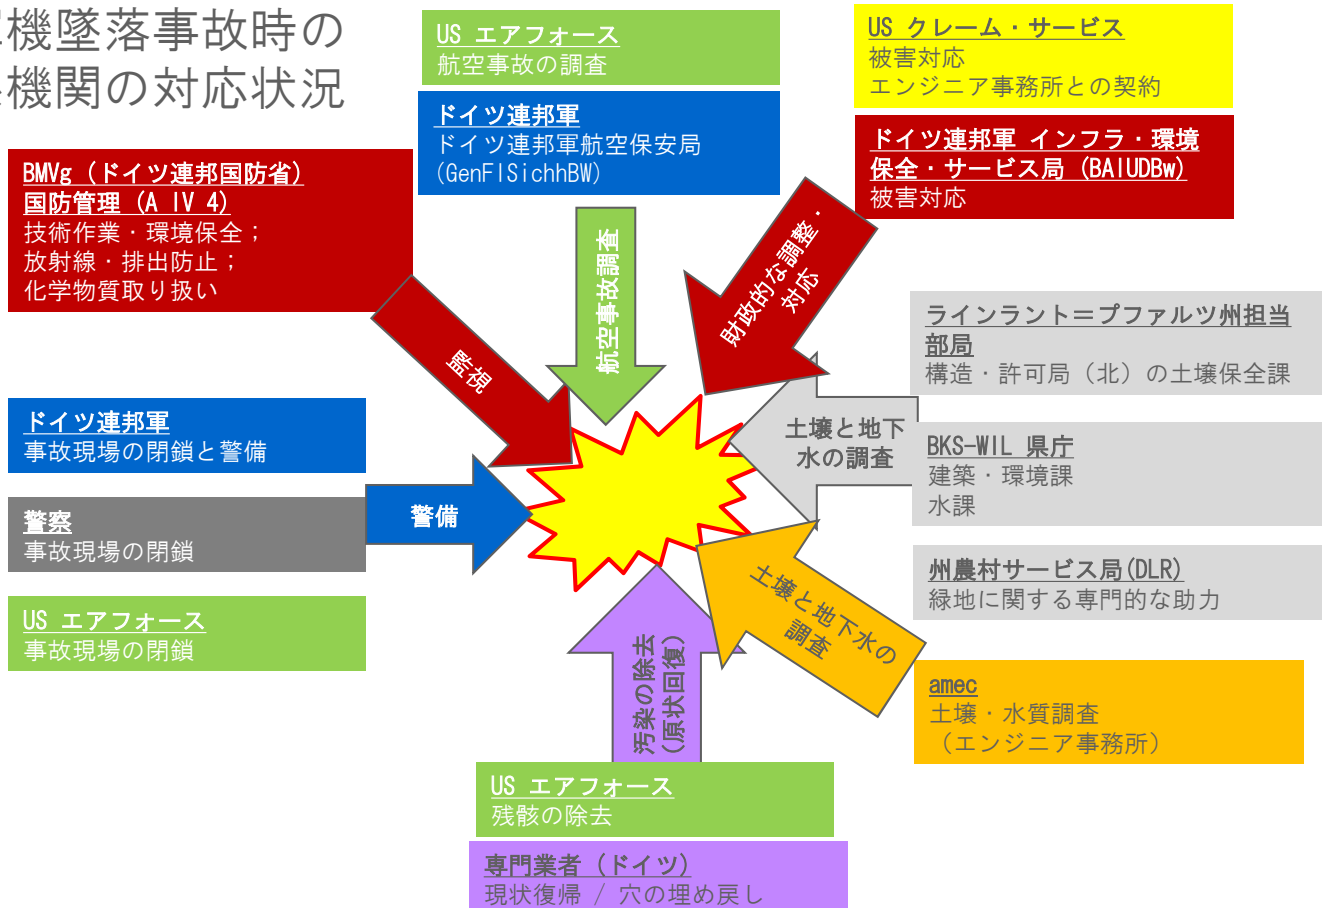 機墜落事故時の
機関の対応状況
US エアフォース
航空事故の調査
US クレーム・サービス
被害対応
エンジニア事務所との契約
ドイツ連邦軍
ドイツ連邦軍航空保安局
(GenFlSichhBW)
ドイツ連邦軍 インフラ・環境
保全・サービス局 (BAIUDBw)
被害対応
BMVg (ドイツ連邦国防省)
国防管理 (A IV 4)
技術作業・環境保全；
放射線・排出防止；
化学物質取り扱い
監視
航空事故調査
財政的な調整・
対応
ラインラント＝プファルツ州担当
部局
構造・許可局（北）の土壌保全課
ドイツ連邦軍
事故現場の閉鎖と警備
土壌と地下
水の調査
BKS-WIL 県庁
建築・環境課
水課
警察
事故現場の閉鎖
警備
州農村サービス局(DLR)
緑地に関する専門的な助力
US エアフォース
事故現場の閉鎖
土壌と地下水の
調査
汚染の除去
（原状回復）
amec
土壌・水質調査
（エンジニア事務所）
US エアフォース
残骸の除去
専門業者 (ドイツ)
現状復帰 / 穴の埋め戻し